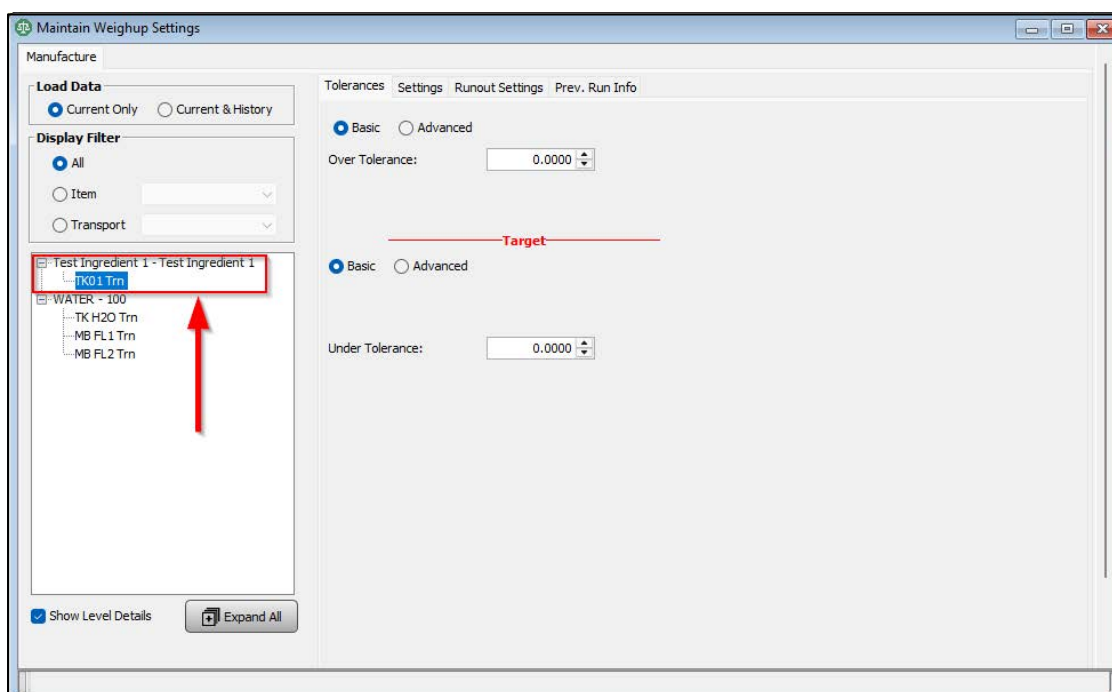 Maintain Weighup Settings
Manufacture
Load Data
Current Only Current & History
Display Filter
All
Item
Transport
Test Ingredient 1 - Test Ingredient 1
TK01 Trn
WATER - 100
TK H2O Trn
MB FL1 Trn
MB FL2 Trn
Show Level Details Expand All
Tolerances Settings Runout Settings Prev. Run Info
Basic Advanced
Over Tolerance: 0.0000
Target
Basic Advanced
Under Tolerance: 0.0000